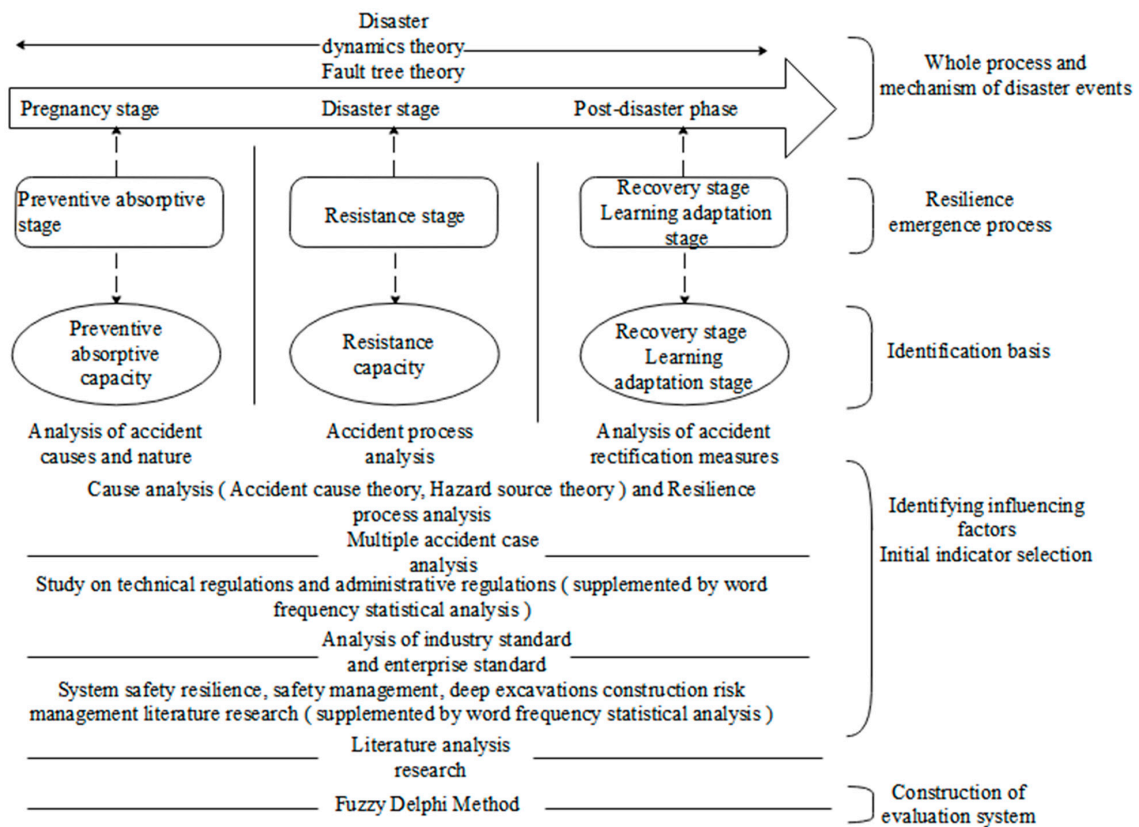 Disaster
dynamics theory
Fault tree theory
Whole process and
mechanism of disaster events
Pregnancy stage
Disaster stage
Post-disaster phase
Preventive absorptive
stage
Resistance stage
Recovery stage
Learning adaptation
stage
Resilience
emergence process
Preventive
absorptive
capacity
Resistance
capacity
Recovery stage
Learning
adaptation stage
Identification basis
Analysis of accident
causes and nature
Accident process
analysis
Analysis of accident
rectification measures
Cause analysis ( Accident cause theory, Hazard source theory ) and Resilience
process analysis
Multiple accident case
analysis
Study on technical regulations and administrative regulations ( supplemented by word
frequency statistical analysis )
Analysis of industry standard
and enterprise standard
System safety resilience, safety management, deep excavations construction risk
management literature research ( supplemented by word frequency statistical analysis )
Literature analysis
research
Identifying influencing
factors
Initial indicator selection
Fuzzy Delphi Method
Construction of
evaluation system